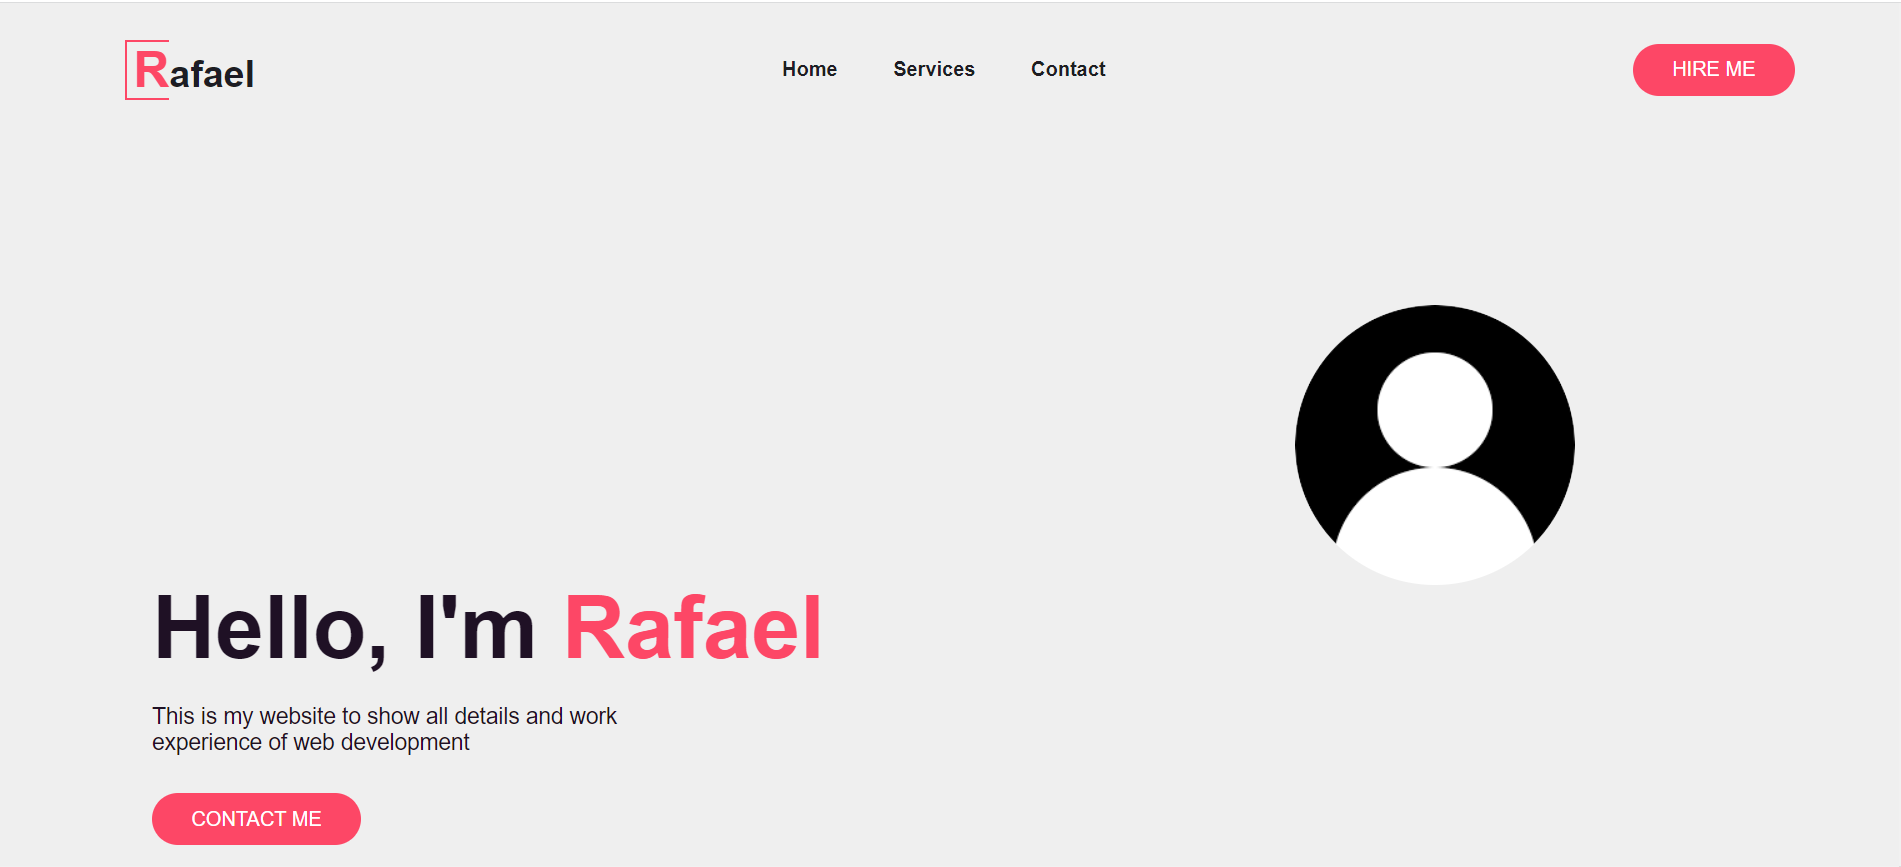 Rafael
Home Services Contact
HIRE ME
Hello, I'm Rafael
This is my website to show all details and work
experience of web development
CONTACT ME